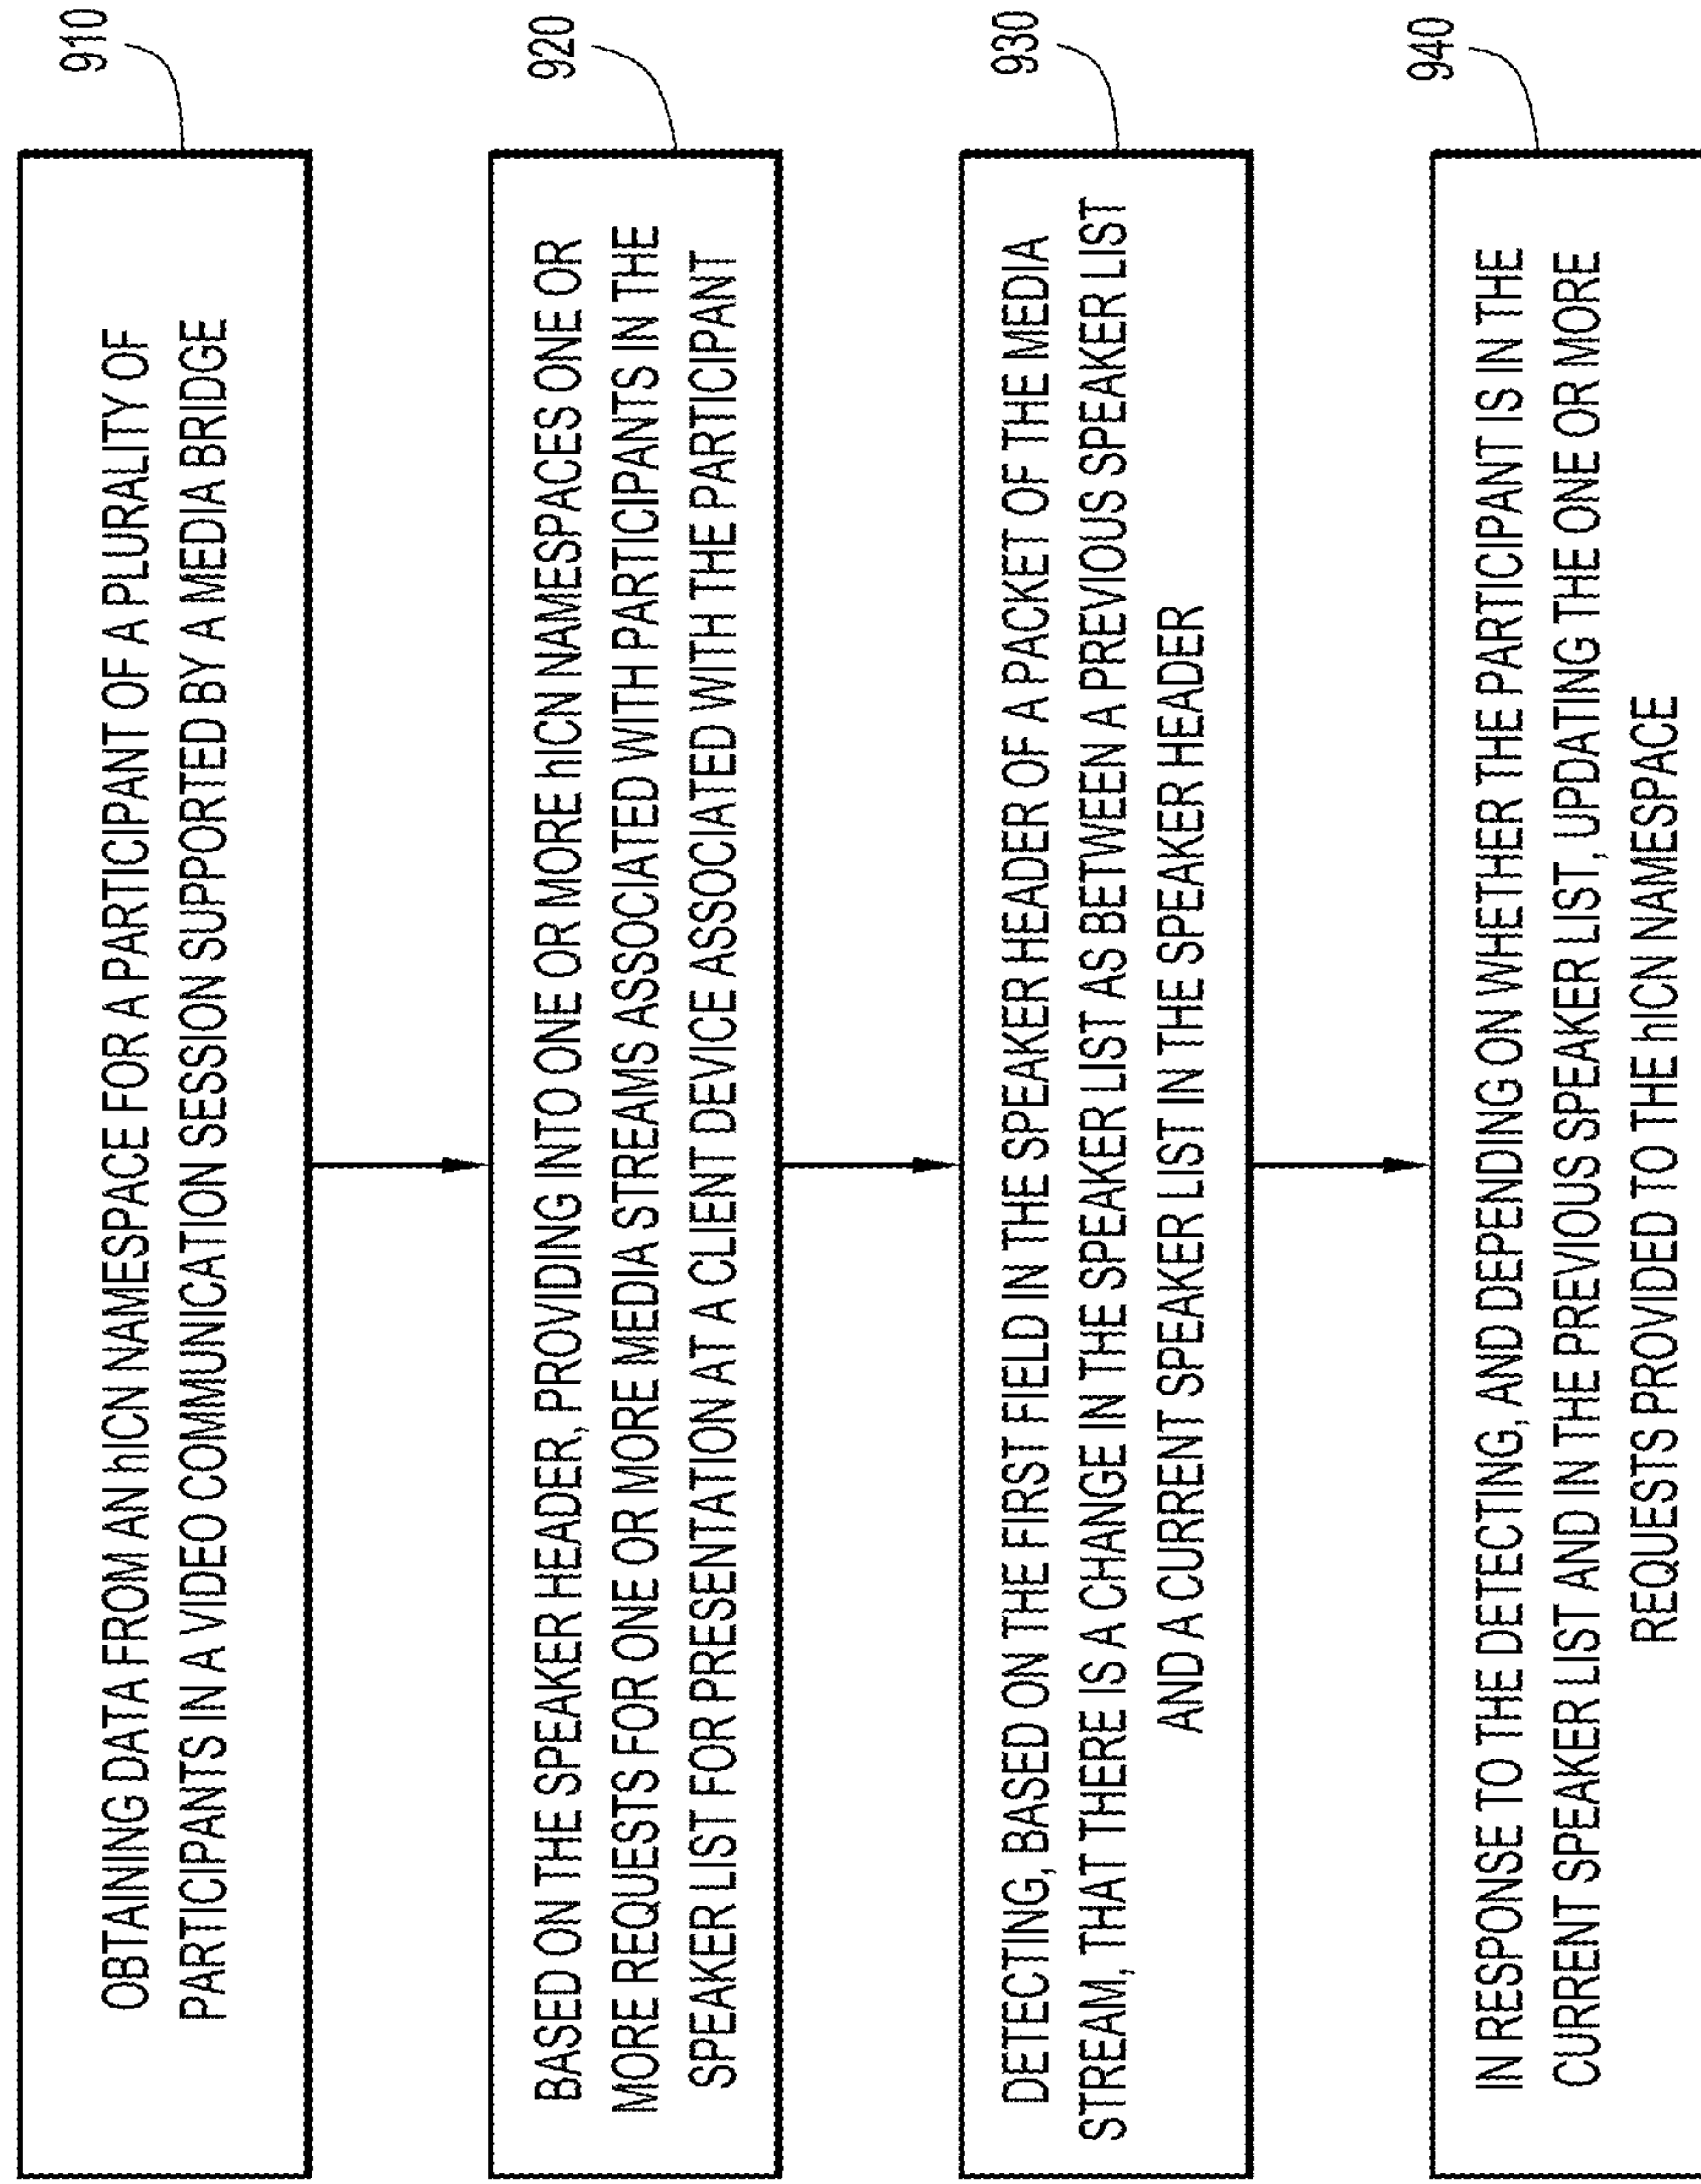 910
OBTAINING DATA FROM AN hICN NAMESPACE FOR A PARTICIPANT OF A PLURALITY OF
PARTICIPANTS IN A VIDEO COMMUNICATION SESSION SUPPORTED BY A MEDIA BRIDGE
920
BASED ON THE SPEAKER HEADER, PROVIDING INTO ONE OR MORE hICN NAMESPACES ONE OR
MORE REQUESTS FOR ONE OR MORE MEDIA STREAMS ASSOCIATED WITH PARTICIPANTS IN THE
SPEAKER LIST FOR PRESENTATION AT A CLIENT DEVICE ASSOCIATED WITH THE PARTICIPANT
930
DETECTING, BASED ON THE FIRST FIELD IN THE SPEAKER HEADER OF A PACKET OF THE MEDIA
STREAM, THAT THERE IS A CHANGE IN THE SPEAKER LIST AS BETWEEN A PREVIOUS SPEAKER LIST
AND A CURRENT SPEAKER LIST IN THE SPEAKER HEADER
940
IN RESPONSE TO THE DETECTING, AND DEPENDING ON WHETHER THE PARTICIPANT IS IN THE
CURRENT SPEAKER LIST AND IN THE PREVIOUS SPEAKER LIST, UPDATING THE ONE OR MORE
REQUESTS PROVIDED TO THE hICN NAMESPACE